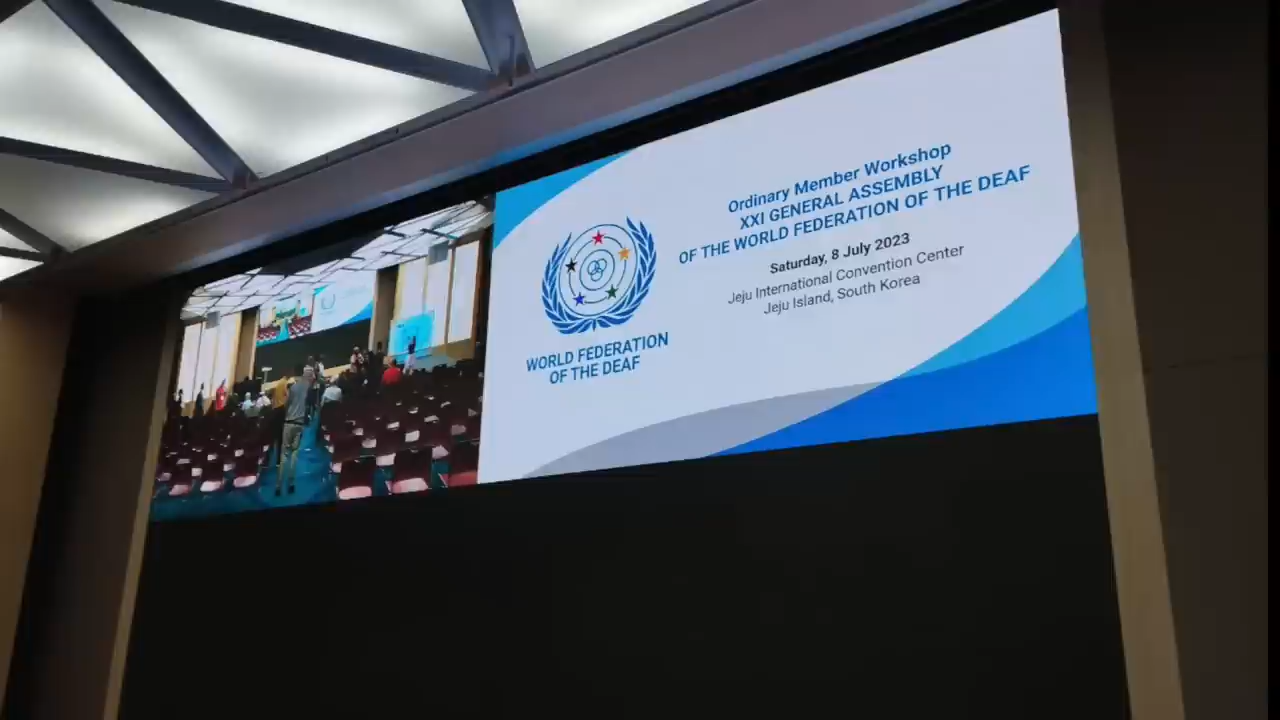 Ordinary Member Workshop
XXI GENERAL ASSEMBLY
OF THE WORLD FEDERATION OF THE DEAF
Saturday, 8 July 2023
Jeju International Convention Center
Jeju Island, South Korea
WORLD FEDERATION
OF THE DEAF